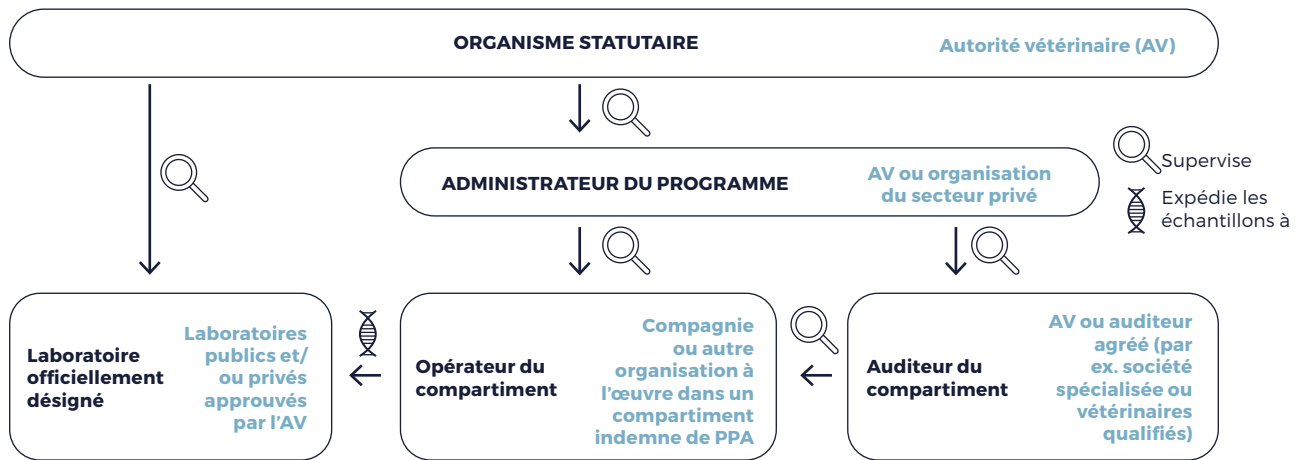 ORGANISME STATUTAIRE
Autorité vétérinaire (AV)
ADMINISTRATEUR DU PROGRAMME
AV ou organisation
du secteur privé
Supervise
Expédie les
échantillons à
Laboratoire
officiellement
désigné
Laboratoires
publics et/
ou privés
approuvés
par l'AV
Opérateur du
compartiment
Compagnie
ou autre
organisation à
l'œuvre dans un
compartiment
indemne de PPA
Auditeur du
compartiment
AV ou auditeur
agréé (par
ex. société
spécialisée ou
vétérinaires
qualifiés)